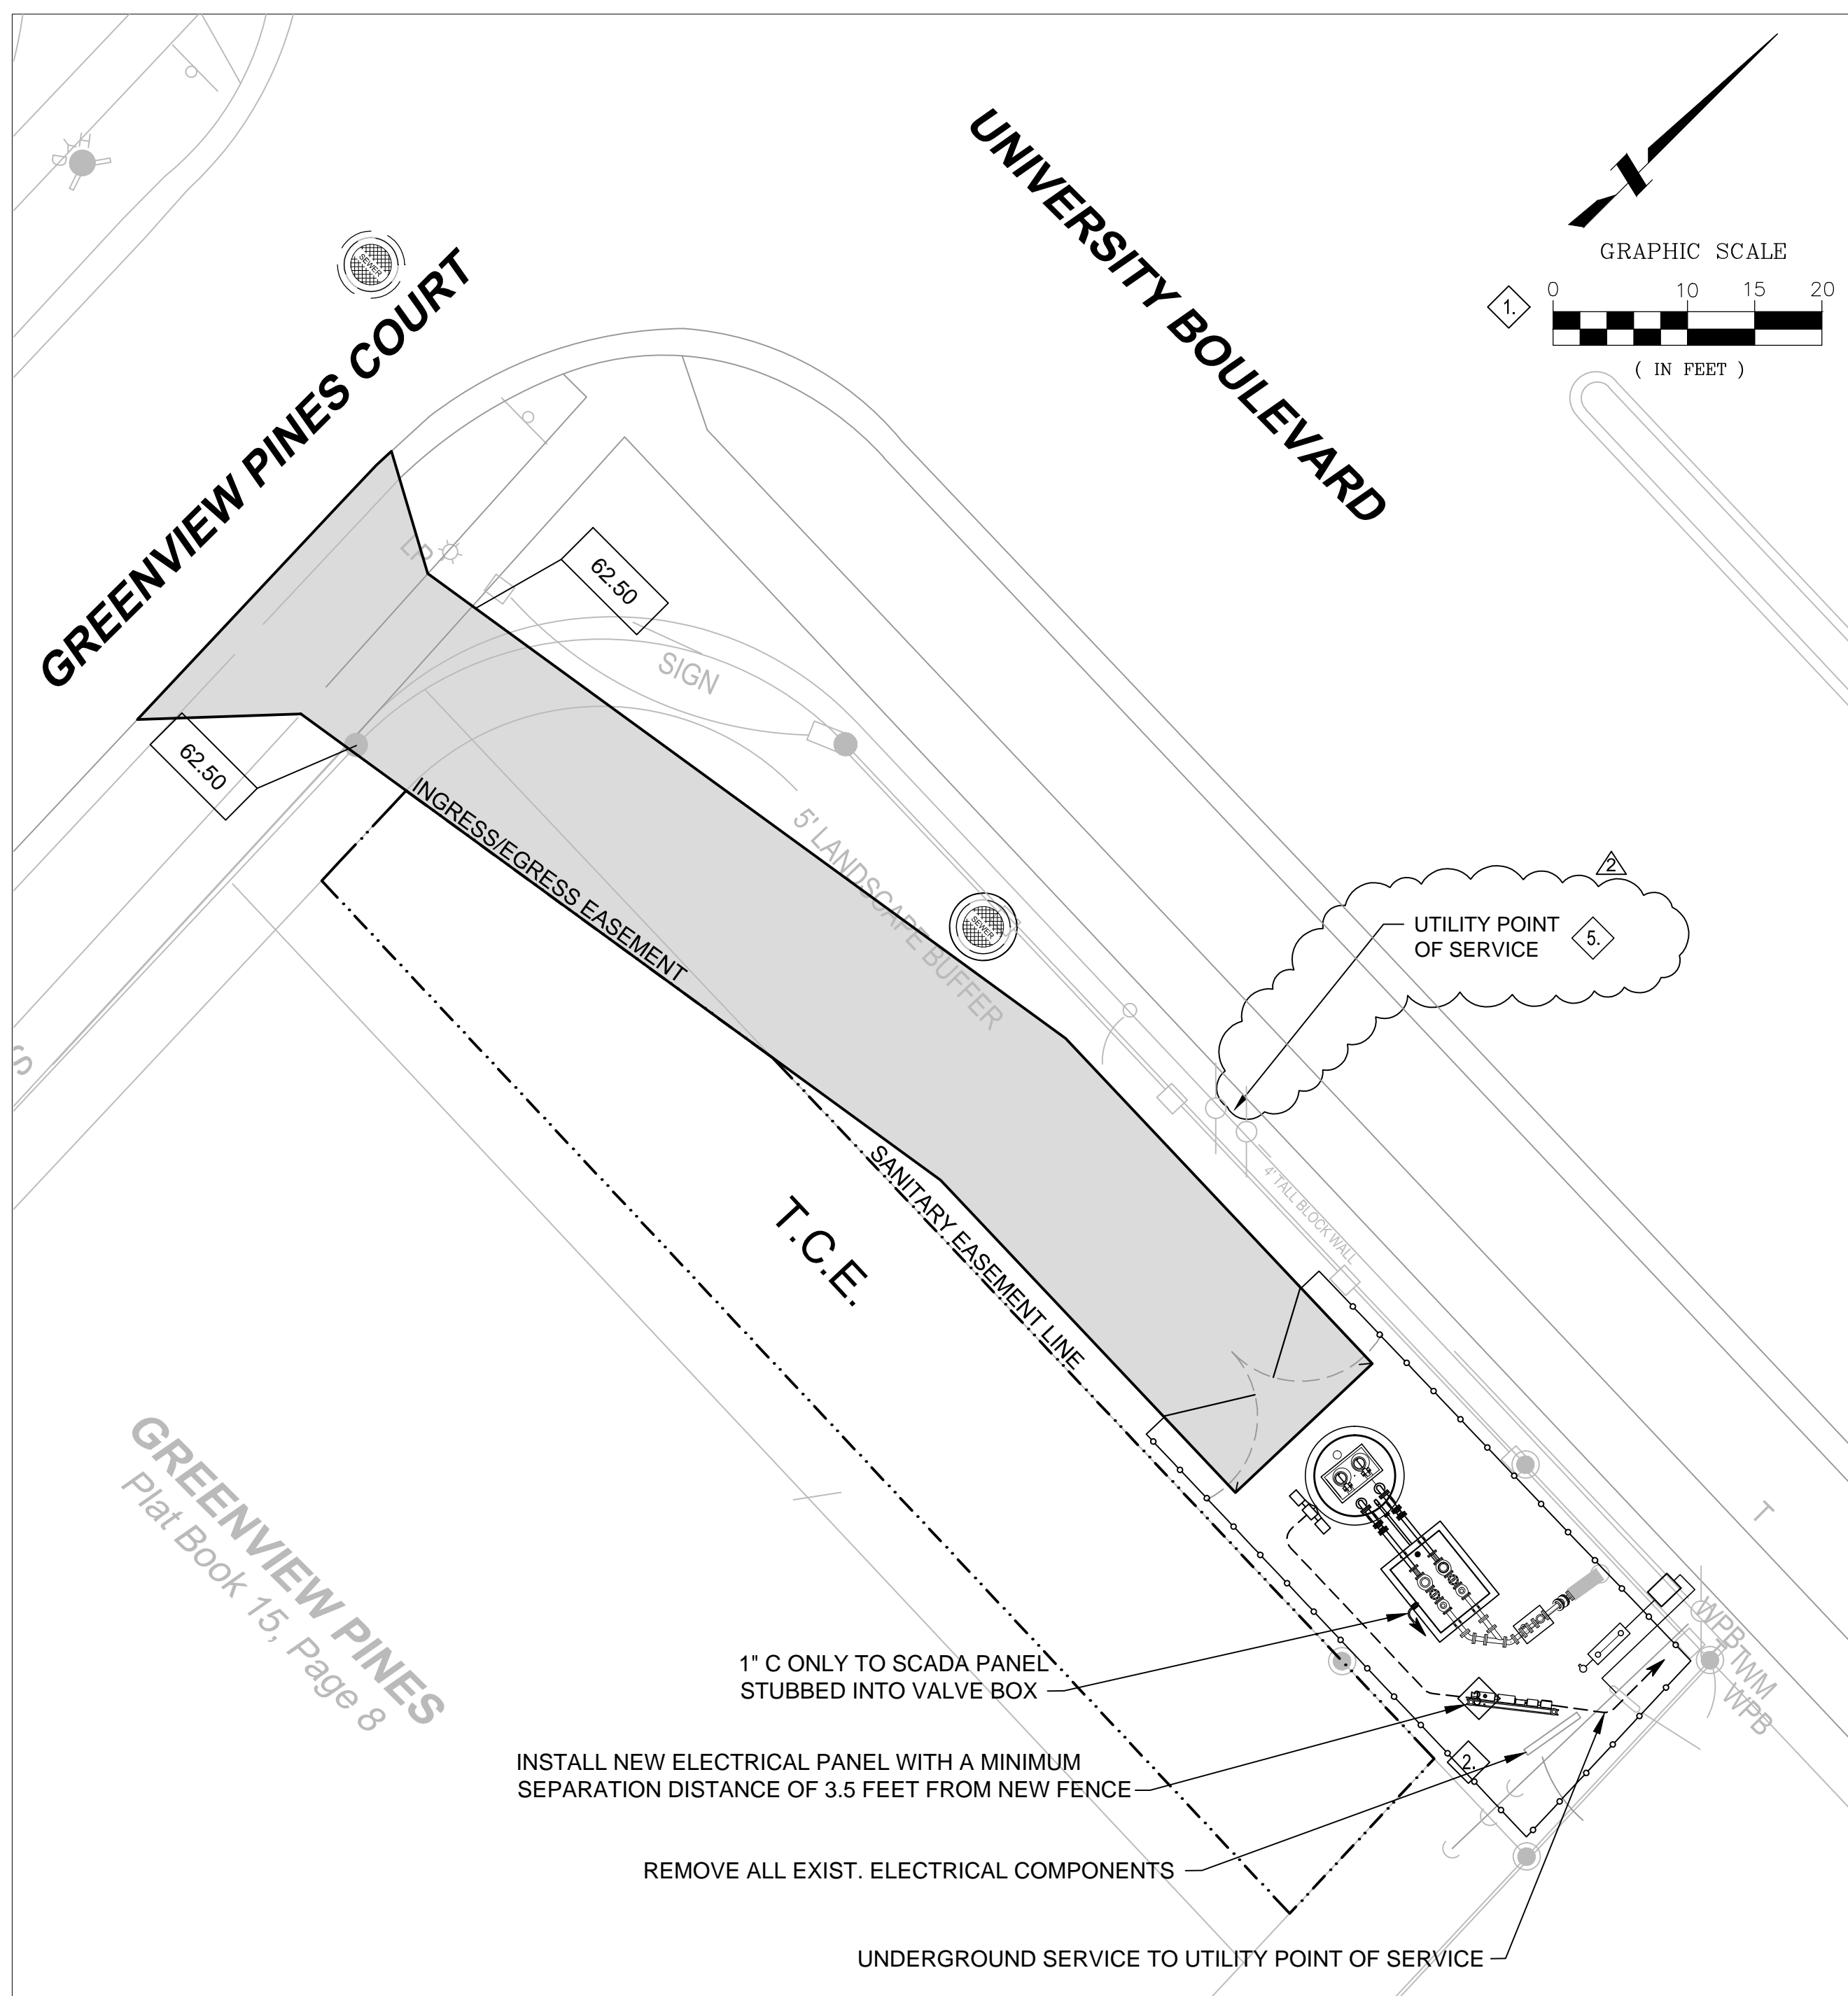 UNIVERSITY BOULEVARD
GRAPHIC SCALE
1.
0 10 15 20
( IN FEET )
HYD
SEWER
GREENVIEW PINES COURT
LP
62.50
SIGN
62.50
INGRESS/EGRESS EASEMENT
5' LANDSCAPE BUFFER
SEWER
2
UTILITY POINT
OF SERVICE
5.
S
4' TALL BLOCK WALL
SANITARY EASEMENT LINE
T.C.E.
GREENVIEW PINES
Plat Book 15, Page 8
T
WPB
TWM
WPB
1" C ONLY TO SCADA PANEL
STUBBED INTO VALVE BOX
INSTALL NEW ELECTRICAL PANEL WITH A MINIMUM
SEPARATION DISTANCE OF 3.5 FEET FROM NEW FENCE
2.
REMOVE ALL EXIST. ELECTRICAL COMPONENTS
UNDERGROUND SERVICE TO UTILITY POINT OF SERVICE